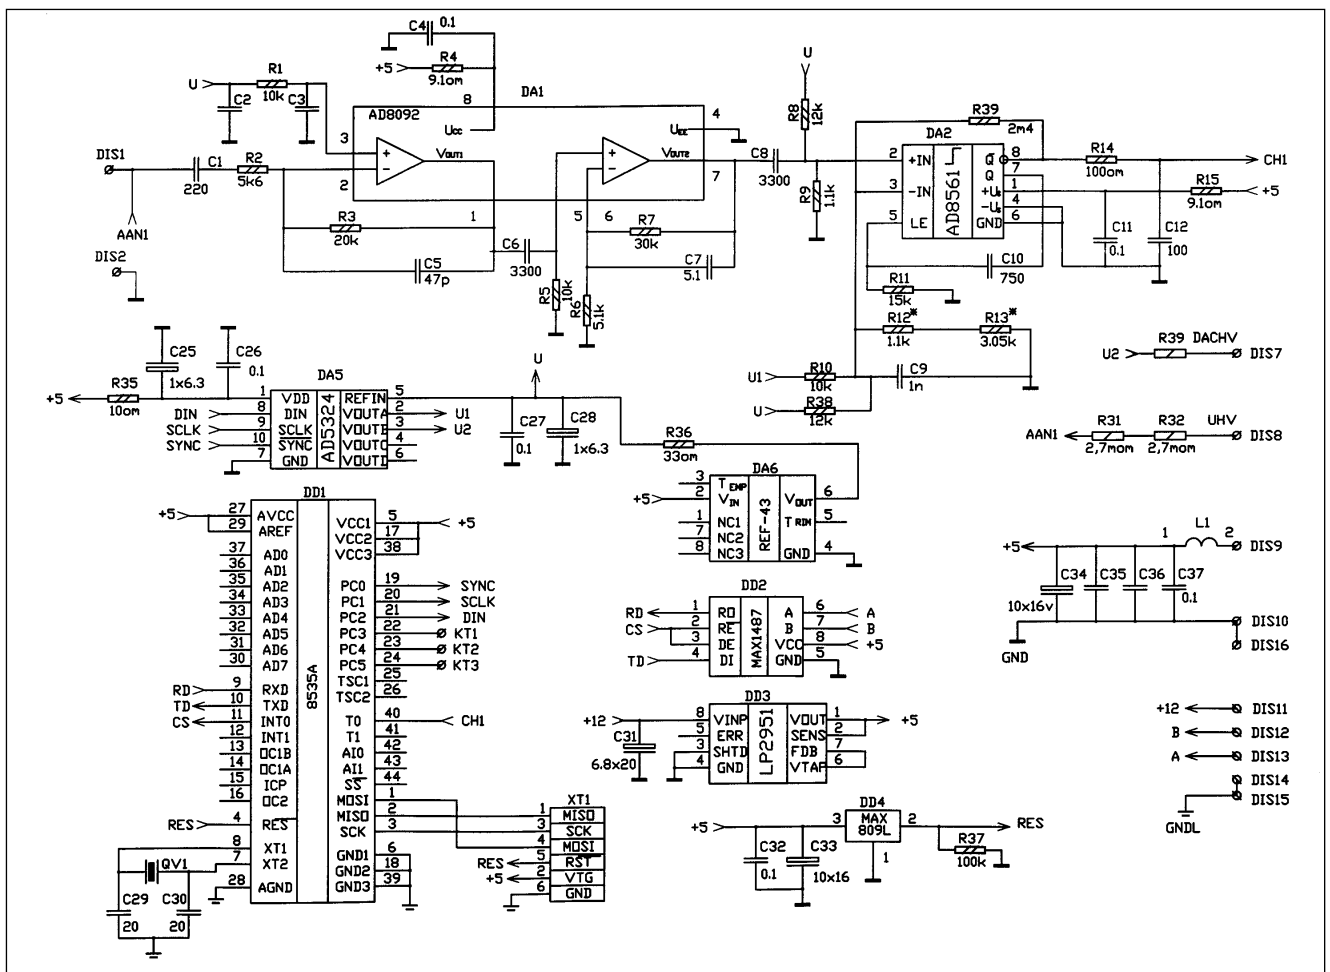 C4 0.1
+5 R4
9.1om
U R1
10k
C2 C3
8 DA1
AD8092
Ucc
4
UEE
3
VOUT1
2
1
VOUT2
7
5 6
DIS1
C1
220
R2
5k6
AAN1
DIS2
R3
20k
C5
47p
C6
3300
R5 10k
R6 5.1k
R7
30k
C7
5.1
C8
3300
U
R8 12k
R9 1.1k
R39
2m4
DA2
AD8561
2 +IN
3 -IN
5 LE
Q 8
Q 7
+Us 1
-Us 4
GND 6
R14
100om
CH1
R15
9.1om
+5
C11
0.1
C12
100
C10
750
R11
15k
R12*
1.1k
R13*
3.05k
U1 R10
10k
C9
1n
U R38
12k
U2 R39 DACHV DIS7
AAN1 R31 R32 UHV DIS8
2,7mom 2,7mom
C25
1x6.3
C26
0.1
+5 R35
10om
DA5
AD5324
1 VDD
DIN 8 DIN
SCLK 9 SCLK
SYNC 10 SYNC
7 GND
REFIN 5
VOUTA 2 U1
VOUTB 3 U2
VOUTC 4
VOUTD 6
U
C27
0.1
C28
1x6.3
R36
33om
DA6
REF-43
3 TEMP
+5 2 VIN
1 NC1
7 NC2
8 NC3
VOUT 6
TRIM 5
GND 4
DD1
8535A
+5 27 AVCC
29 AREF
37 AD0
36 AD1
35 AD2
34 AD3
33 AD4
32 AD5
31 AD6
30 AD7
RD 9 RXD
TD 10 TXD
CS 11 INT0
12 INT1
13 OC1B
14 OC1A
15 ICP
16 OC2
RES 4 RES
8 XT1
7 XT2
28 AGND
VCC1 5 +5
VCC2 17
VCC3 38
PC0 19 SYNC
PC1 20 SCLK
PC2 21 DIN
PC3 22 KT1
PC4 23 KT2
PC5 24 KT3
TSC1 25
TSC2 26
T0 40 CH1
T1 41
AI0 42
AI1 43
SS 44
MOSI 1
MISO 2
SCK 3
GND1 6
GND2 18
GND3 39
QV1
C29
20
C30
20
XT1
1 MISO
3 SCK
4 MOSI
RES 5 RST
+5 2 VTG
6 GND
DD2
MAX1487
RD 1 RO
CS 2 RE
3 DE
TD 4 DI
A 6 A
B 7 B
VCC 8 +5
GND 5
DD3
LP2951
+12 8 VINP
5 ERR
3 SHTD
4 GND
VOUT 1 +5
SENS 2
FDB 7
VTAP 6
C31
6.8x20
DD4
MAX
809L
+5 3
2 RES
1
C32
0.1
C33
10x16
R37
100k
L1
1 2
+5 DIS9
C34
10x16v
C35 C36 C37
0.1
DIS10
DIS16
GND
+12 DIS11
B DIS12
A DIS13
DIS14
DIS15
GNDL